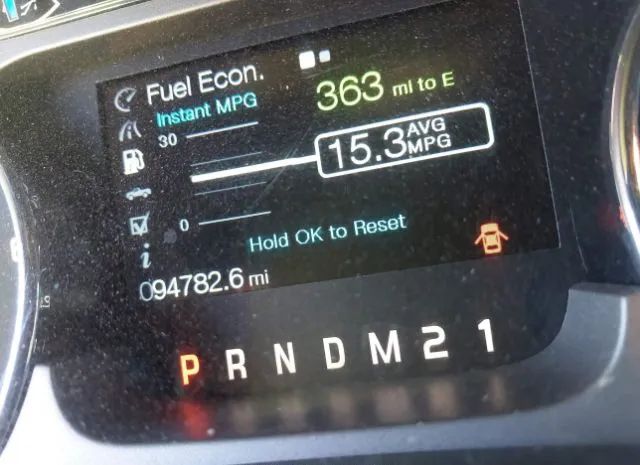 Fuel Econ.
363 mi to E
Instant MPG
30
15.3 AVG MPG
0
Hold OK to Reset
i
094782.6 mi
P R N D M 2 1